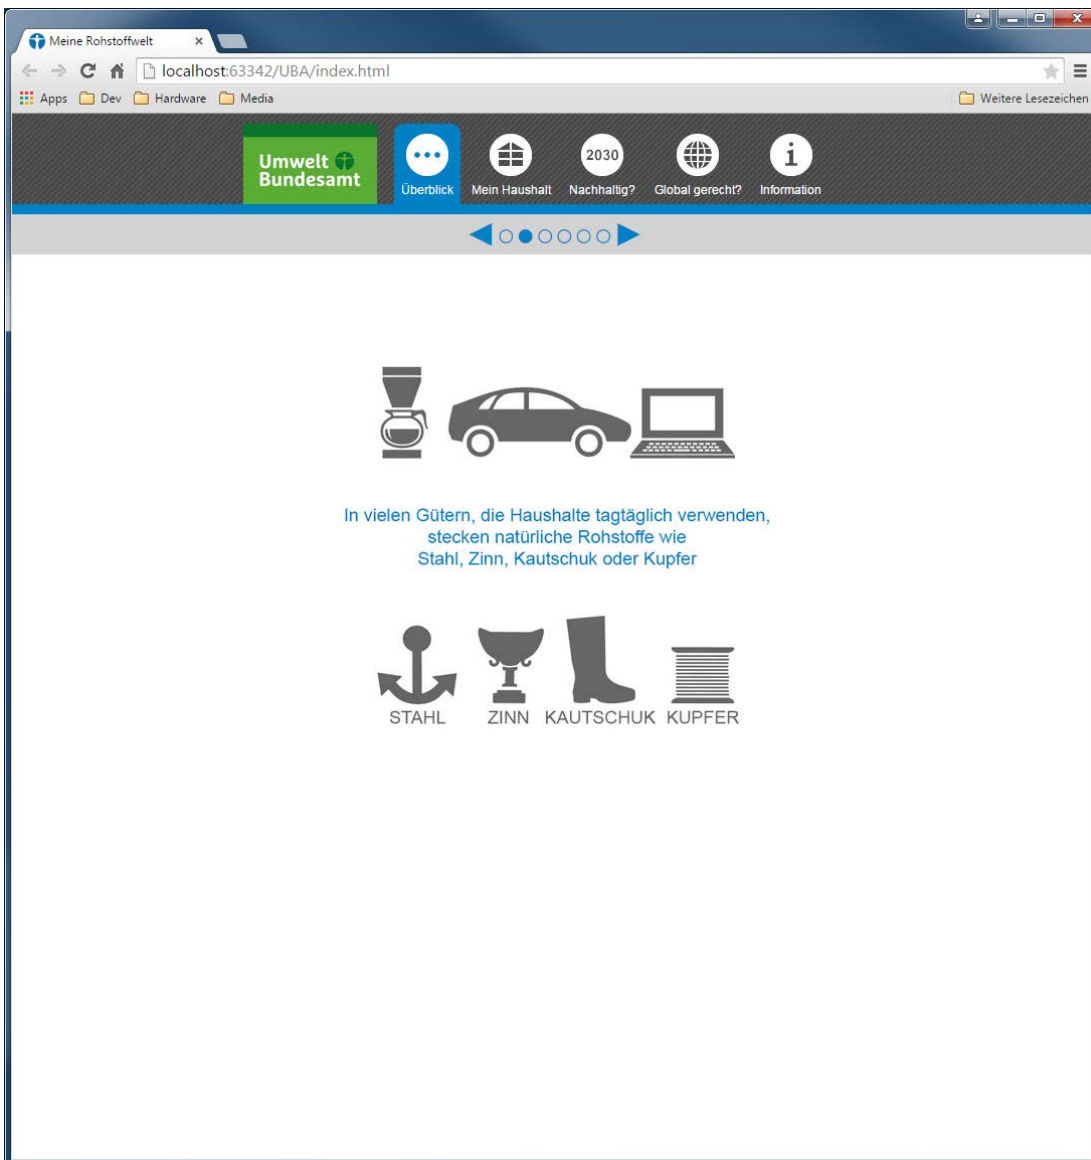 Meine Rohstoffwelt
localhost:63342/UBA/index.html
Apps Dev Hardware Media Weitere Lesezeichen
Umwelt
Bundesamt
2030
Überblick Mein Haushalt Nachhaltig? Global gerecht? Information
In vielen Gütern, die Haushalte tagtäglich verwenden,
stecken natürliche Rohstoffe wie
Stahl, Zinn, Kautschuk oder Kupfer
STAHL ZINN KAUTSCHUK KUPFER